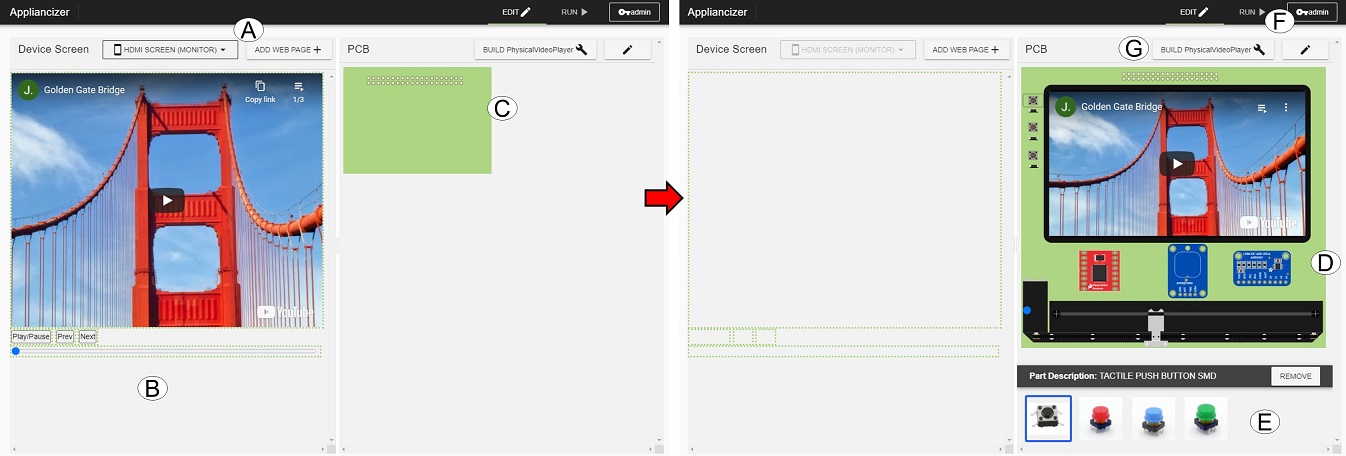 Appliancizer
EDIT
RUN
admin
A
Device Screen
HDMI SCREEN (MONITOR)
ADD WEB PAGE +
PCB
BUILD PhysicalVideoPlayer
J.
Golden Gate Bridge
Copy link
1/3
C
YouTube
Play/Pause
Prev
Next
B
Appliancizer
EDIT
RUN
F
admin
Device Screen
HDMI SCREEN (MONITOR)
ADD WEB PAGE +
PCB
G
BUILD PhysicalVideoPlayer
J.
Golden Gate Bridge
YouTube
D
Part Description: TACTILE PUSH BUTTON SMD
REMOVE
E